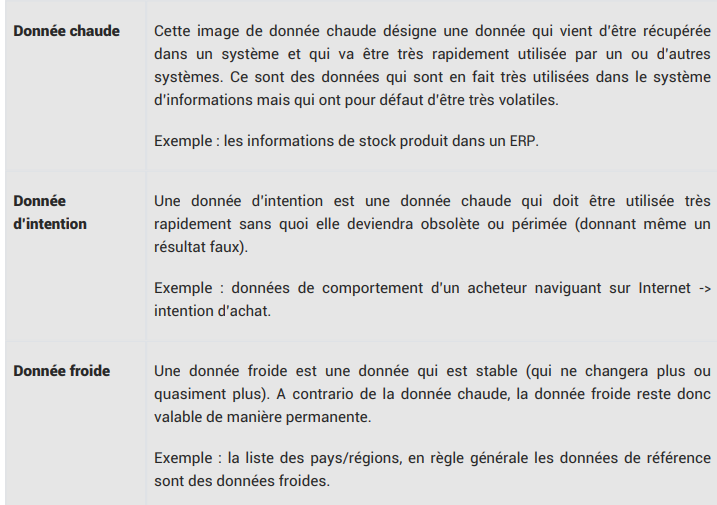 Donnée chaude
Cette image de donnée chaude désigne une donnée qui vient d'être récupérée
dans un système et qui va être très rapidement utilisée par un ou d'autres
systèmes. Ce sont des données qui sont en fait très utilisées dans le système
d'informations mais qui ont pour défaut d'être très volatiles.
Exemple : les informations de stock produit dans un ERP.
Donnée
d'intention
Une donnée d'intention est une donnée chaude qui doit être utilisée très
rapidement sans quoi elle deviendra obsolète ou périmée (donnant même un
résultat faux).
Exemple : données de comportement d'un acheteur naviguant sur Internet ->
intention d'achat.
Donnée froide
Une donnée froide est une donnée qui est stable (qui ne changera plus ou
quasiment plus). A contrario de la donnée chaude, la donnée froide reste donc
valable de manière permanente.
Exemple : la liste des pays/régions, en règle générale les données de référence
sont des données froides.